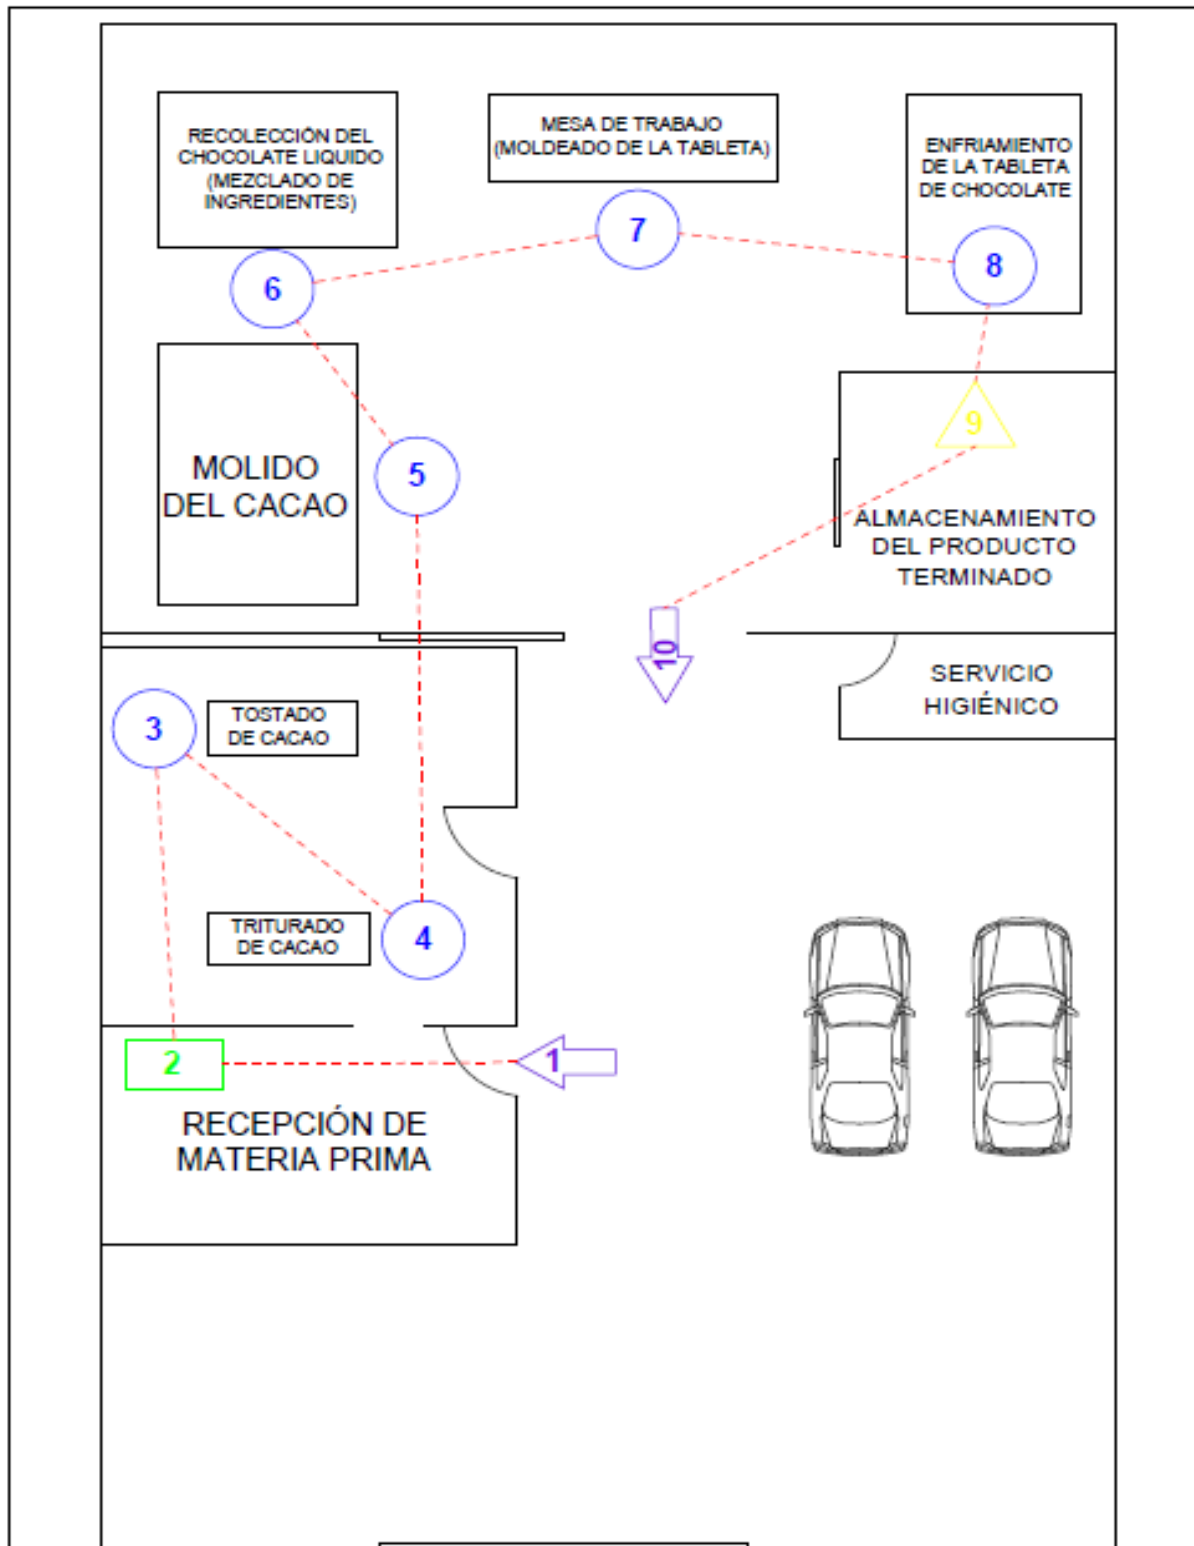 RECOLECCIÓN DEL
CHOCOLATE LIQUIDO
(MEZCLADO DE
INGREDIENTES)
MESA DE TRABAJO
(MOLDEADO DE LA TABLETA)
ENFRIAMIENTO
DE LA TABLETA
DE CHOCOLATE
7
8
6
9
MOLIDO
DEL CACAO
5
ALMACENAMIENTO
DEL PRODUCTO
TERMINADO
10
SERVICIO
HIGIÉNICO
3
TOSTADO
DE CACAO
TRITURADO
DE CACAO
4
2
1
RECEPCIÓN DE
MATERIA PRIMA